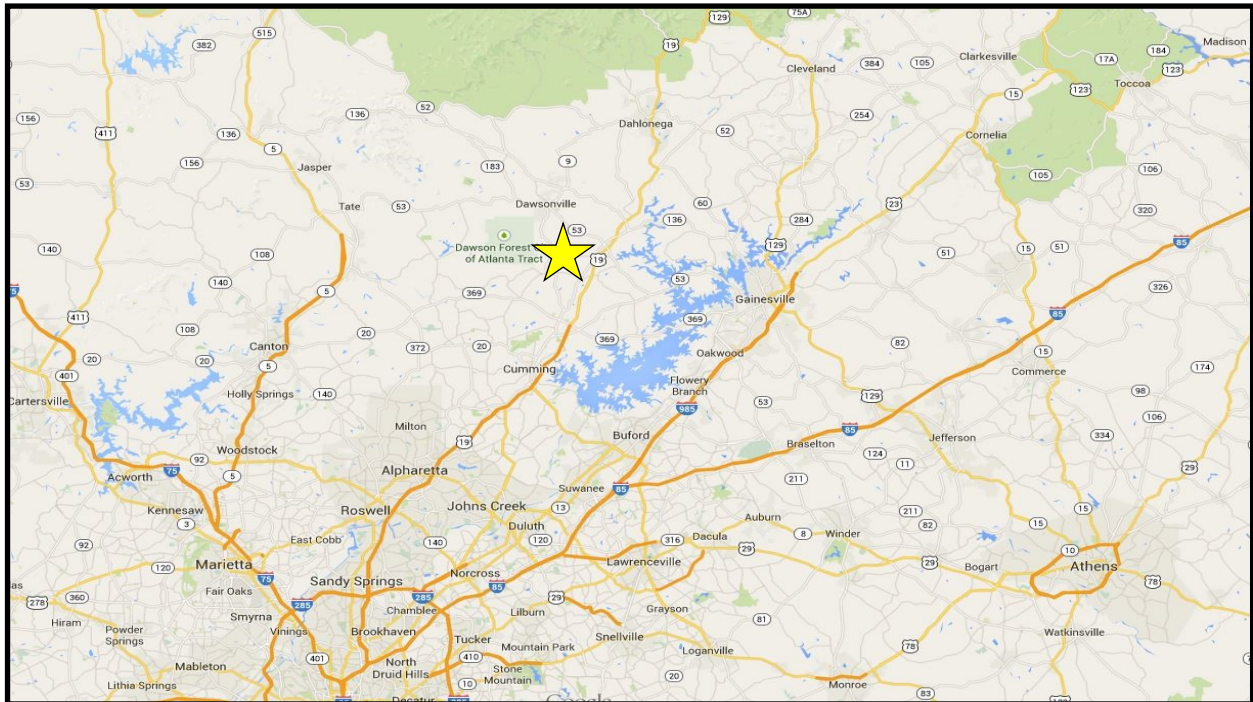 75A
129
515
382
19
Madison
184
Clarksville
17A
Cleveland
384
105
123
Toccoa
123
15
52
136
156
411
136
254
Dahlonega
52
Cornelia
5
156
Jasper
183
9
106
105
53
Tate
53
Dawsonville
60
23
320
136
284
53
Dawson Forest
of Atlanta Tract
19
129
140
108
15
51
85
51
53
140
326
5
369
Gainesville
411
85
108
369
20
369
82
20
20
372
20
Canton
Oakwood
15
401
5
Cumming
Commerce
174
Flowery
Branch
Holly Springs
140
98
Cartersville
53
129
985
106
Milton
85
Buford
334
19
Jefferson
Braselton
Woodstock
124
92
11
29
Alpharetta
75
5
211
Acworth
Suwanee
85
Johns Creek
Kennesaw
Roswell
13
15
211
Auburn
3
Duluth
82
15
8
Winder
East Cobb
140
120
316
Dacula
92
29
10
Marietta
Lawrenceville
29
120
Norcross
Bogart
Athens
75
Sandy Springs
85
78
Fair Oaks
278
360
285
285
29
Grayson
Chamblee
Lilburn
Hiram
Smyrna
81
Powder
Springs
Vinings
Brookhaven
Tucker
Snellville
Watkinsville
Mountain Park
78
401
410
Loganville
Mableton
North
Druid Hills
Stone
Mountain
20
10
Lithia Springs
Monroe
83
Decatur
Google